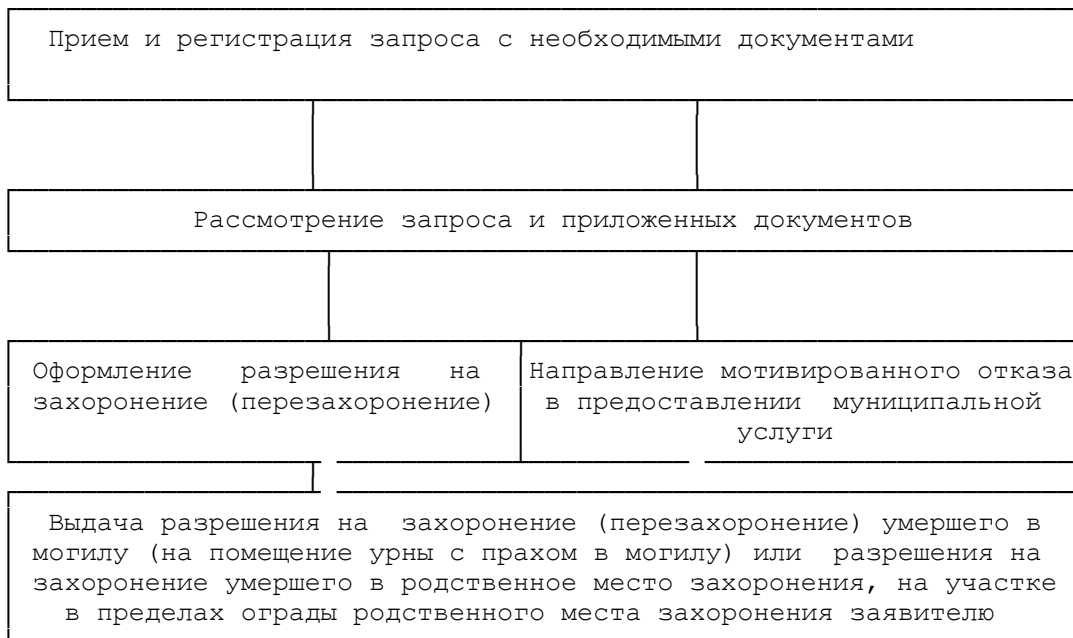 Прием и регистрация запроса с необходимыми документами
Рассмотрение запроса и приложенных документов
Оформление разрешения на
захоронение (перезахоронение)
Направление мотивированного отказа
в предоставлении муниципальной
услуги
Выдача разрешения на захоронение (перезахоронение) умершего в
могилу (на помещение урны с прахом в могилу) или разрешения на
захоронение умершего в родственное место захоронения, на участке
в пределах ограды родственного места захоронения заявителю